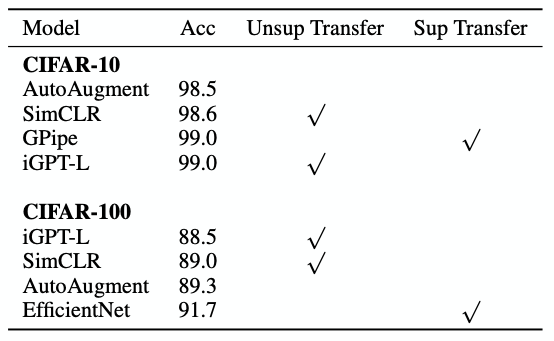 Model Acc Unsup Transfer Sup Transfer
CIFAR-10
AutoAugment 98.5
SimCLR 98.6 √
GPipe 99.0 √
iGPT-L 99.0 √
CIFAR-100
iGPT-L 88.5 √
SimCLR 89.0 √
AutoAugment 89.3
EfficientNet 91.7 √